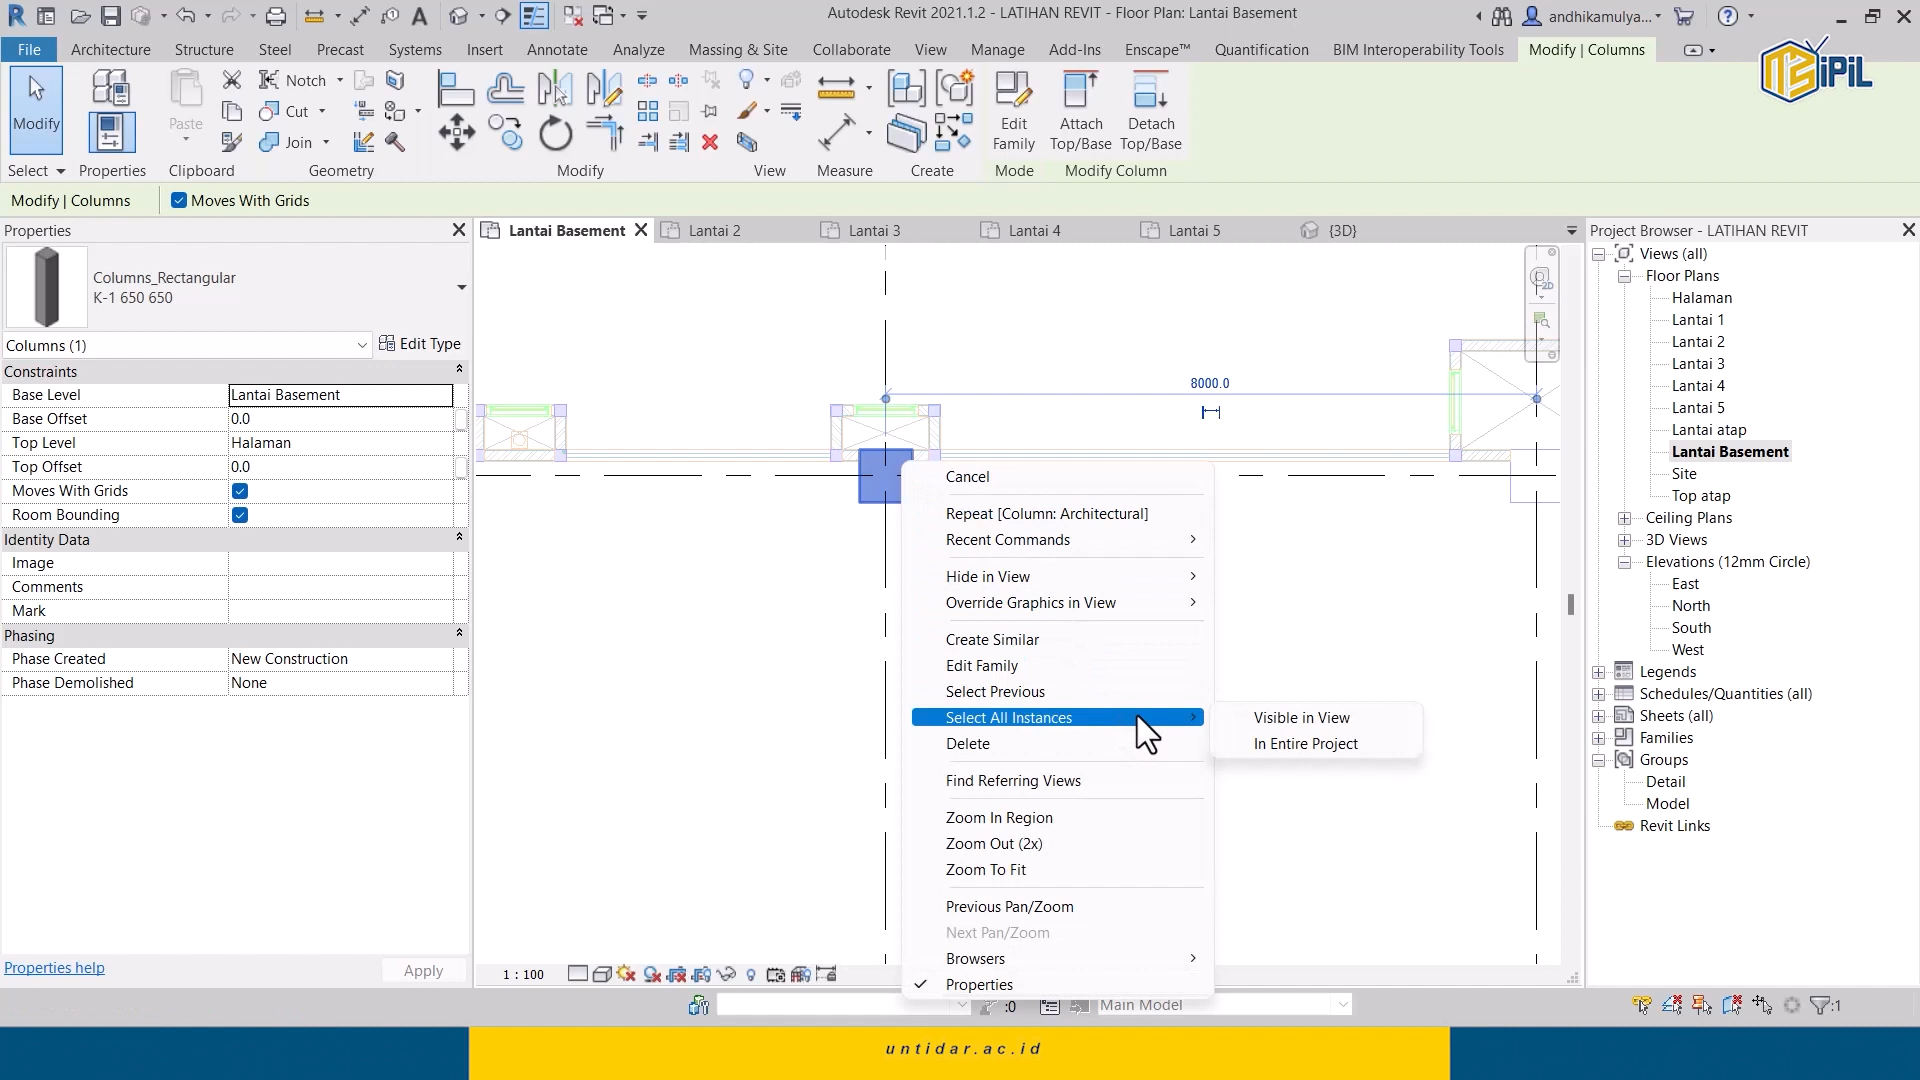 Autodesk Revit 2021.1.2 - LATIHAN REVIT - Floor Plan: Lantai Basement
andhikamulya...
File
Architecture
Structure
Steel
Precast
Systems
Insert
Annotate
Analyze
Massing & Site
Collaborate
View
Manage
Add-Ins
Enscape™
Quantification
BIM Interoperability Tools
Modify | Columns
Modify
Paste
Notch
Cut
Join
Edit Family
Attach Top/Base
Detach Top/Base
Select
Properties
Clipboard
Geometry
Modify
View
Measure
Create
Mode
Modify Column
Modify | Columns
Moves With Grids
Properties
Columns_Rectangular
K-1 650 650
Columns (1)
Edit Type
Constraints
Base Level
Lantai Basement
Base Offset
0.0
Top Level
Halaman
Top Offset
0.0
Moves With Grids
Room Bounding
Identity Data
Image
Comments
Mark
Phasing
Phase Created
New Construction
Phase Demolished
None
Properties help
Apply
Lantai Basement
Lantai 2
Lantai 3
Lantai 4
Lantai 5
{3D}
2D
8000.0
Cancel
Repeat [Column: Architectural]
Recent Commands
Hide in View
Override Graphics in View
Create Similar
Edit Family
Select Previous
Select All Instances
Delete
Find Referring Views
Zoom In Region
Zoom Out (2x)
Zoom To Fit
Previous Pan/Zoom
Next Pan/Zoom
Browsers
Properties
Visible in View
In Entire Project
1 : 100
:0
Main Model
:1
Project Browser - LATIHAN REVIT
Views (all)
Floor Plans
Halaman
Lantai 1
Lantai 2
Lantai 3
Lantai 4
Lantai 5
Lantai atap
Lantai Basement
Site
Top atap
Ceiling Plans
3D Views
Elevations (12mm Circle)
East
North
South
West
Legends
Schedules/Quantities (all)
Sheets (all)
Families
Groups
Detail
Model
Revit Links
untidar.ac.id